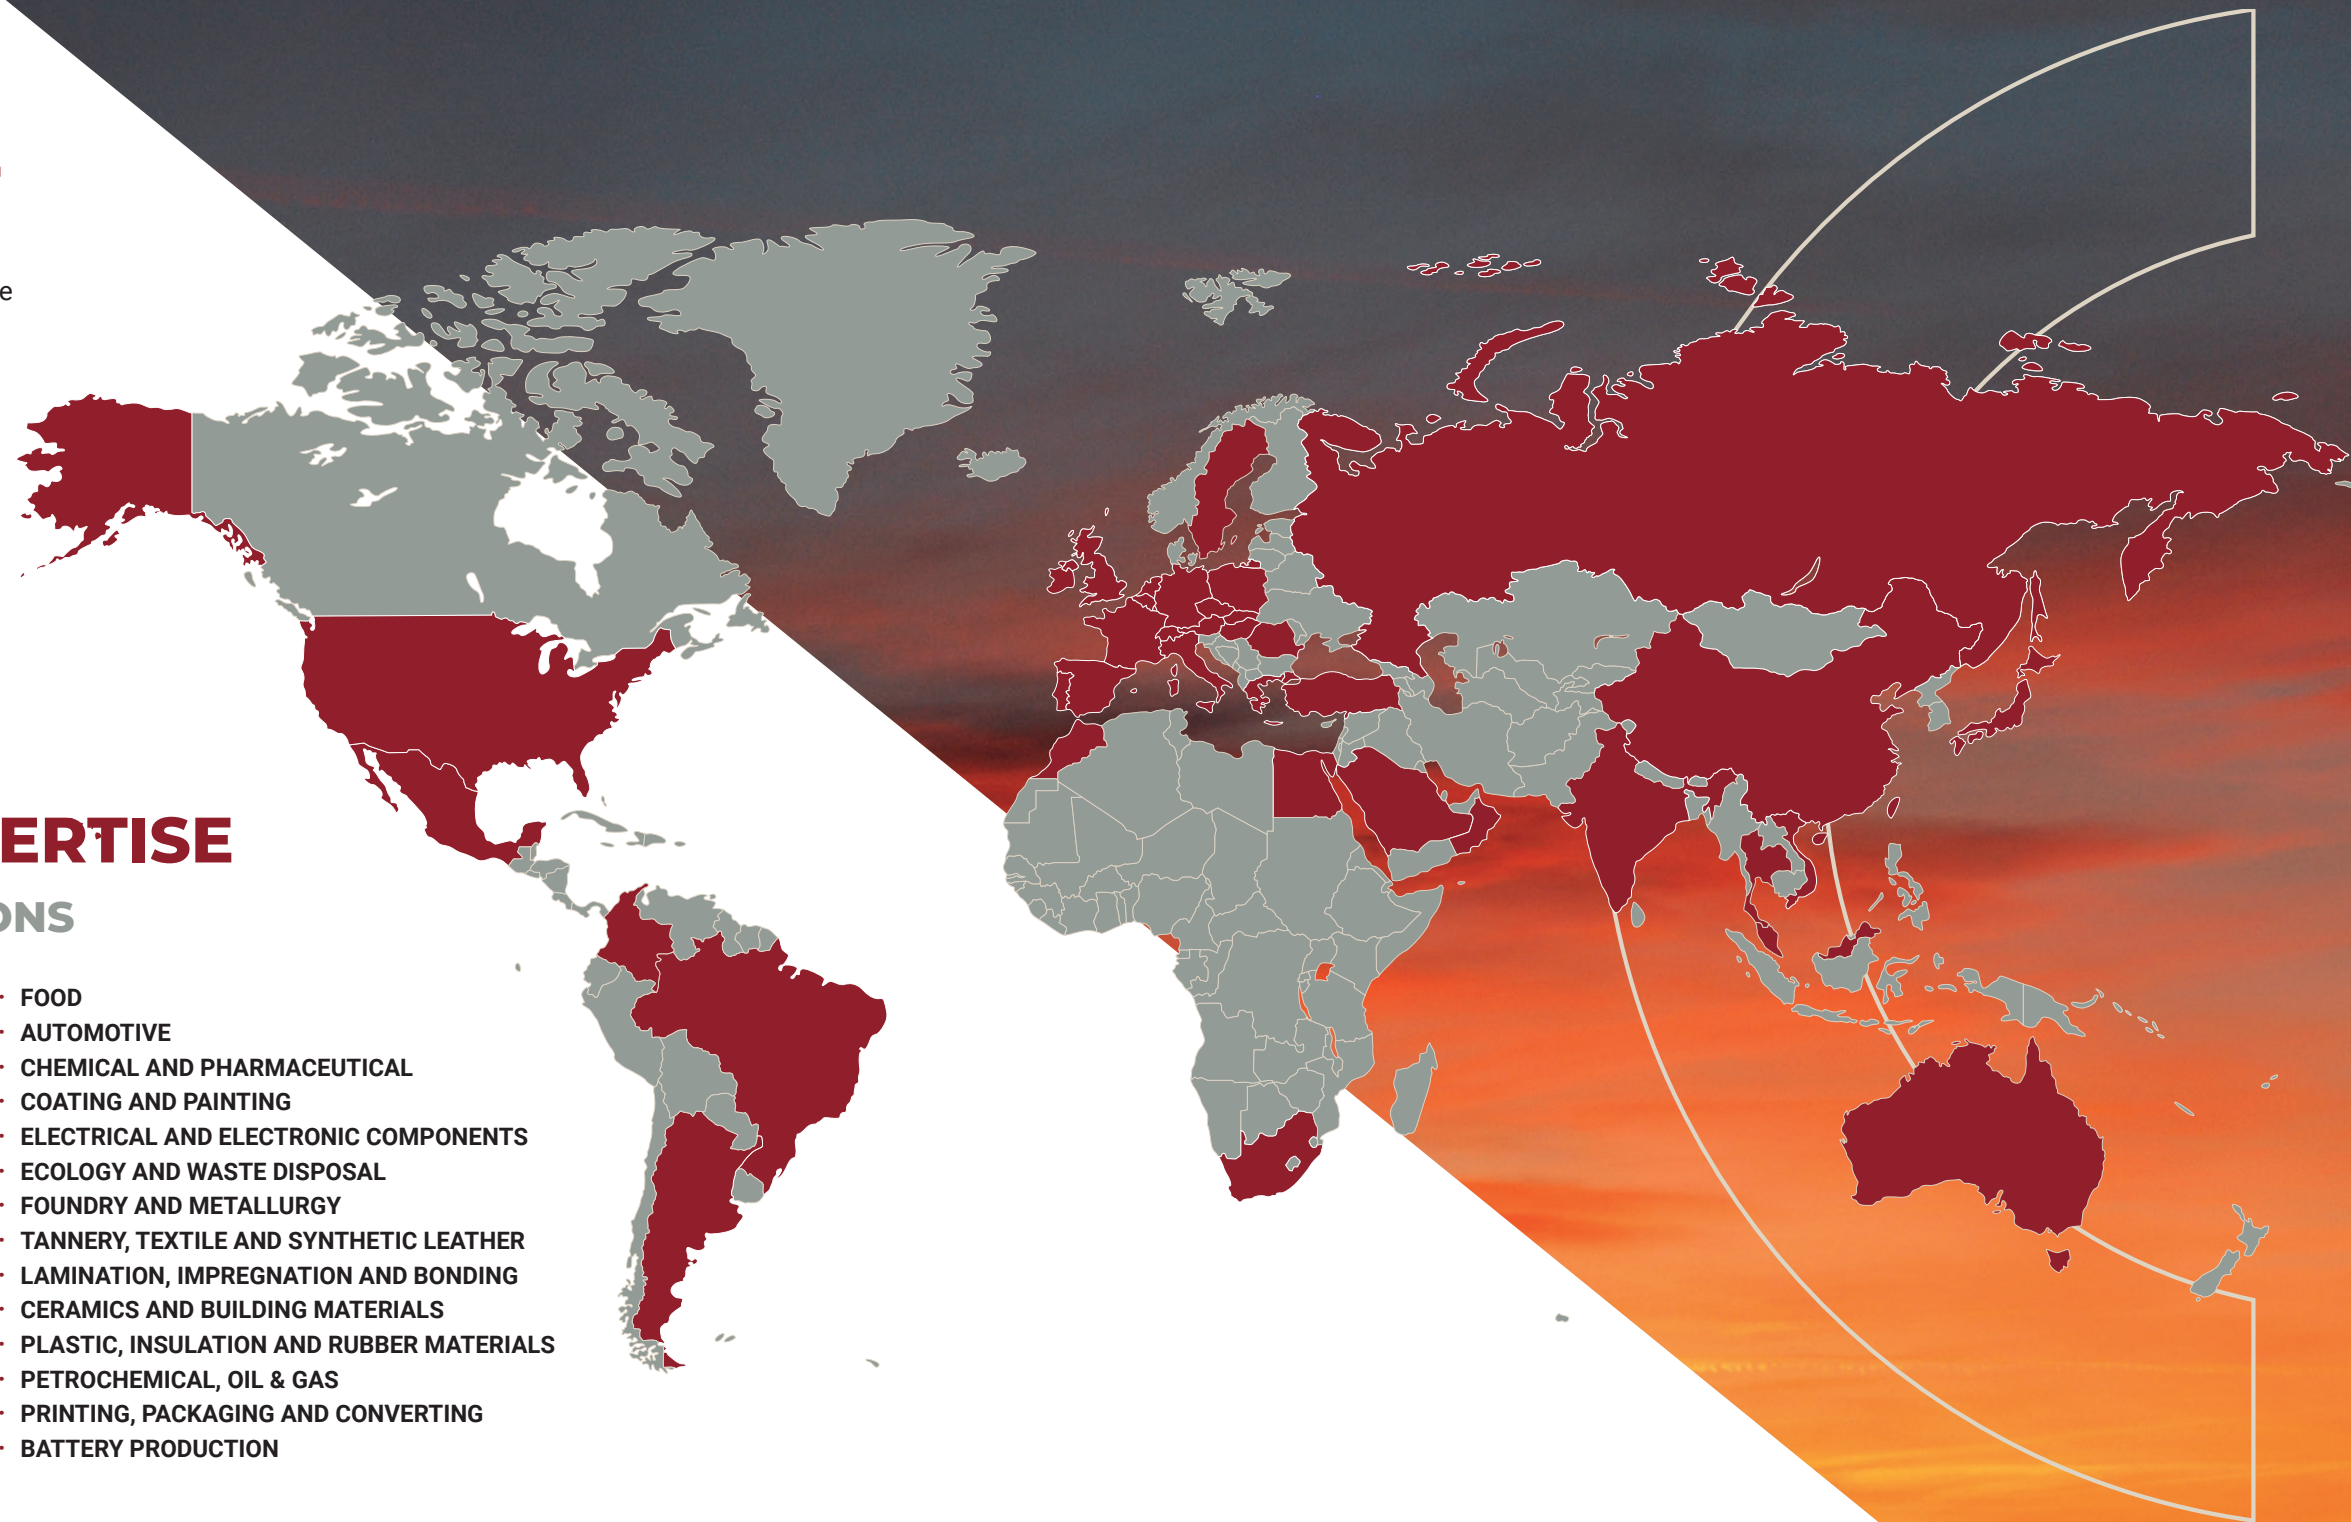 e
ERTISE
ONS
· FOOD
· AUTOMOTIVE
· CHEMICAL AND PHARMACEUTICAL
· COATING AND PAINTING
· ELECTRICAL AND ELECTRONIC COMPONENTS
· ECOLOGY AND WASTE DISPOSAL
· FOUNDRY AND METALLURGY
· TANNERY, TEXTILE AND SYNTHETIC LEATHER
· LAMINATION, IMPREGNATION AND BONDING
· CERAMICS AND BUILDING MATERIALS
· PLASTIC, INSULATION AND RUBBER MATERIALS
· PETROCHEMICAL, OIL & GAS
· PRINTING, PACKAGING AND CONVERTING
· BATTERY PRODUCTION